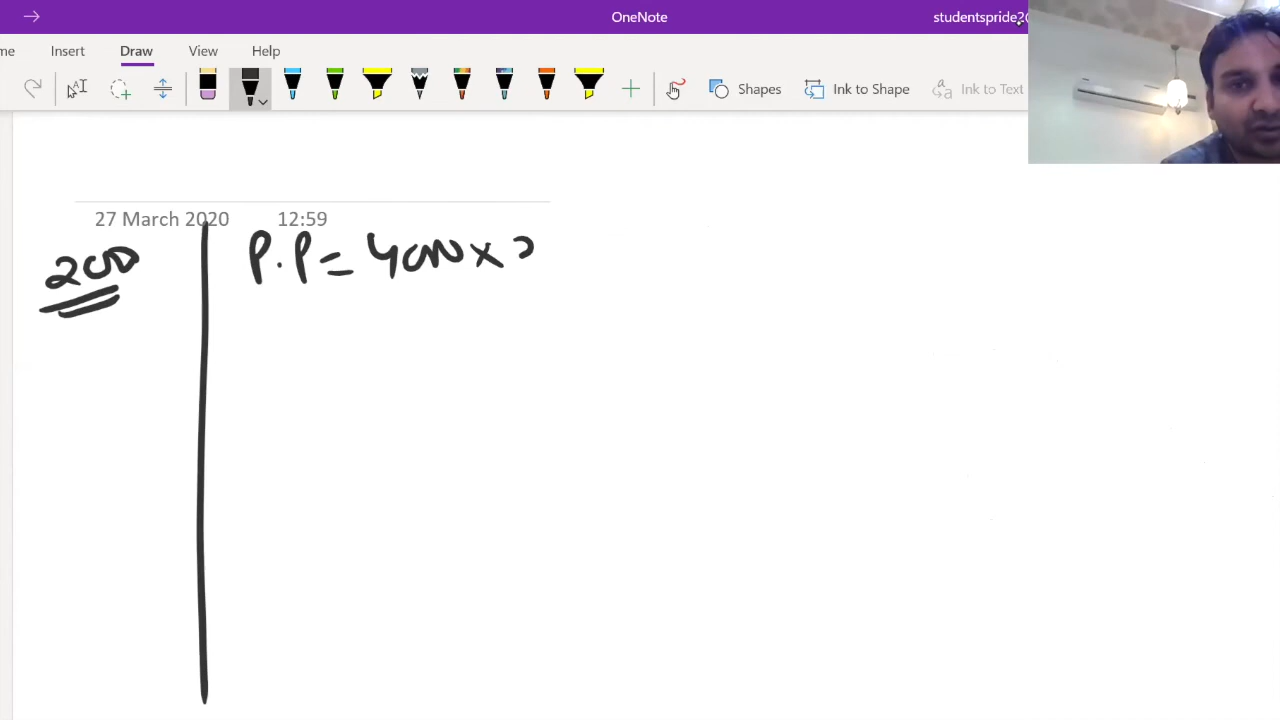 OneNote
studentspride2
me Insert Draw View Help
Shapes Ink to Shape Ink to Text
27 March 2020 12:59
200
P.P = 4000 x